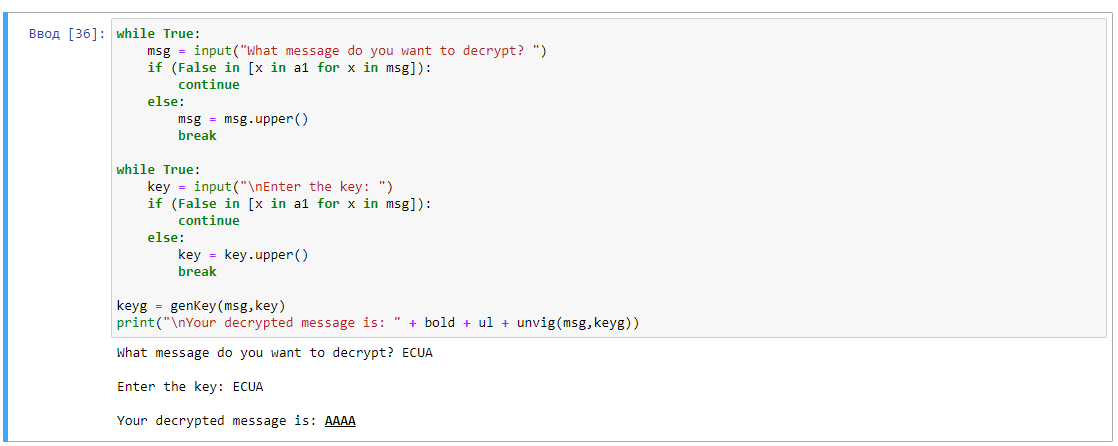 Ввод [36]: while True:
    msg = input("What message do you want to decrypt? ")
    if (False in [x in a1 for x in msg]):
        continue
    else:
        msg = msg.upper()
        break

while True:
    key = input("\nEnter the key: ")
    if (False in [x in a1 for x in msg]):
        continue
    else:
        key = key.upper()
        break

keyg = genKey(msg,key)
print("\nYour decrypted message is: " + bold + ul + unvig(msg,keyg))
What message do you want to decrypt? ECUA

Enter the key: ECUA

Your decrypted message is: AAAA